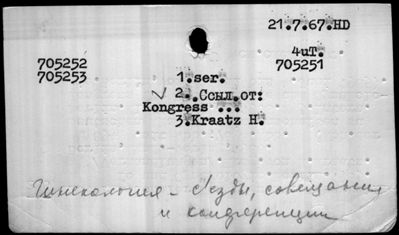 21.7.67.HD
4чт.
705252 705251
705253
1.ser.
2. Ссыл.от:
Kongress ...
3.Kraatz H.
Гинекология - съезды, совещания
и конференции